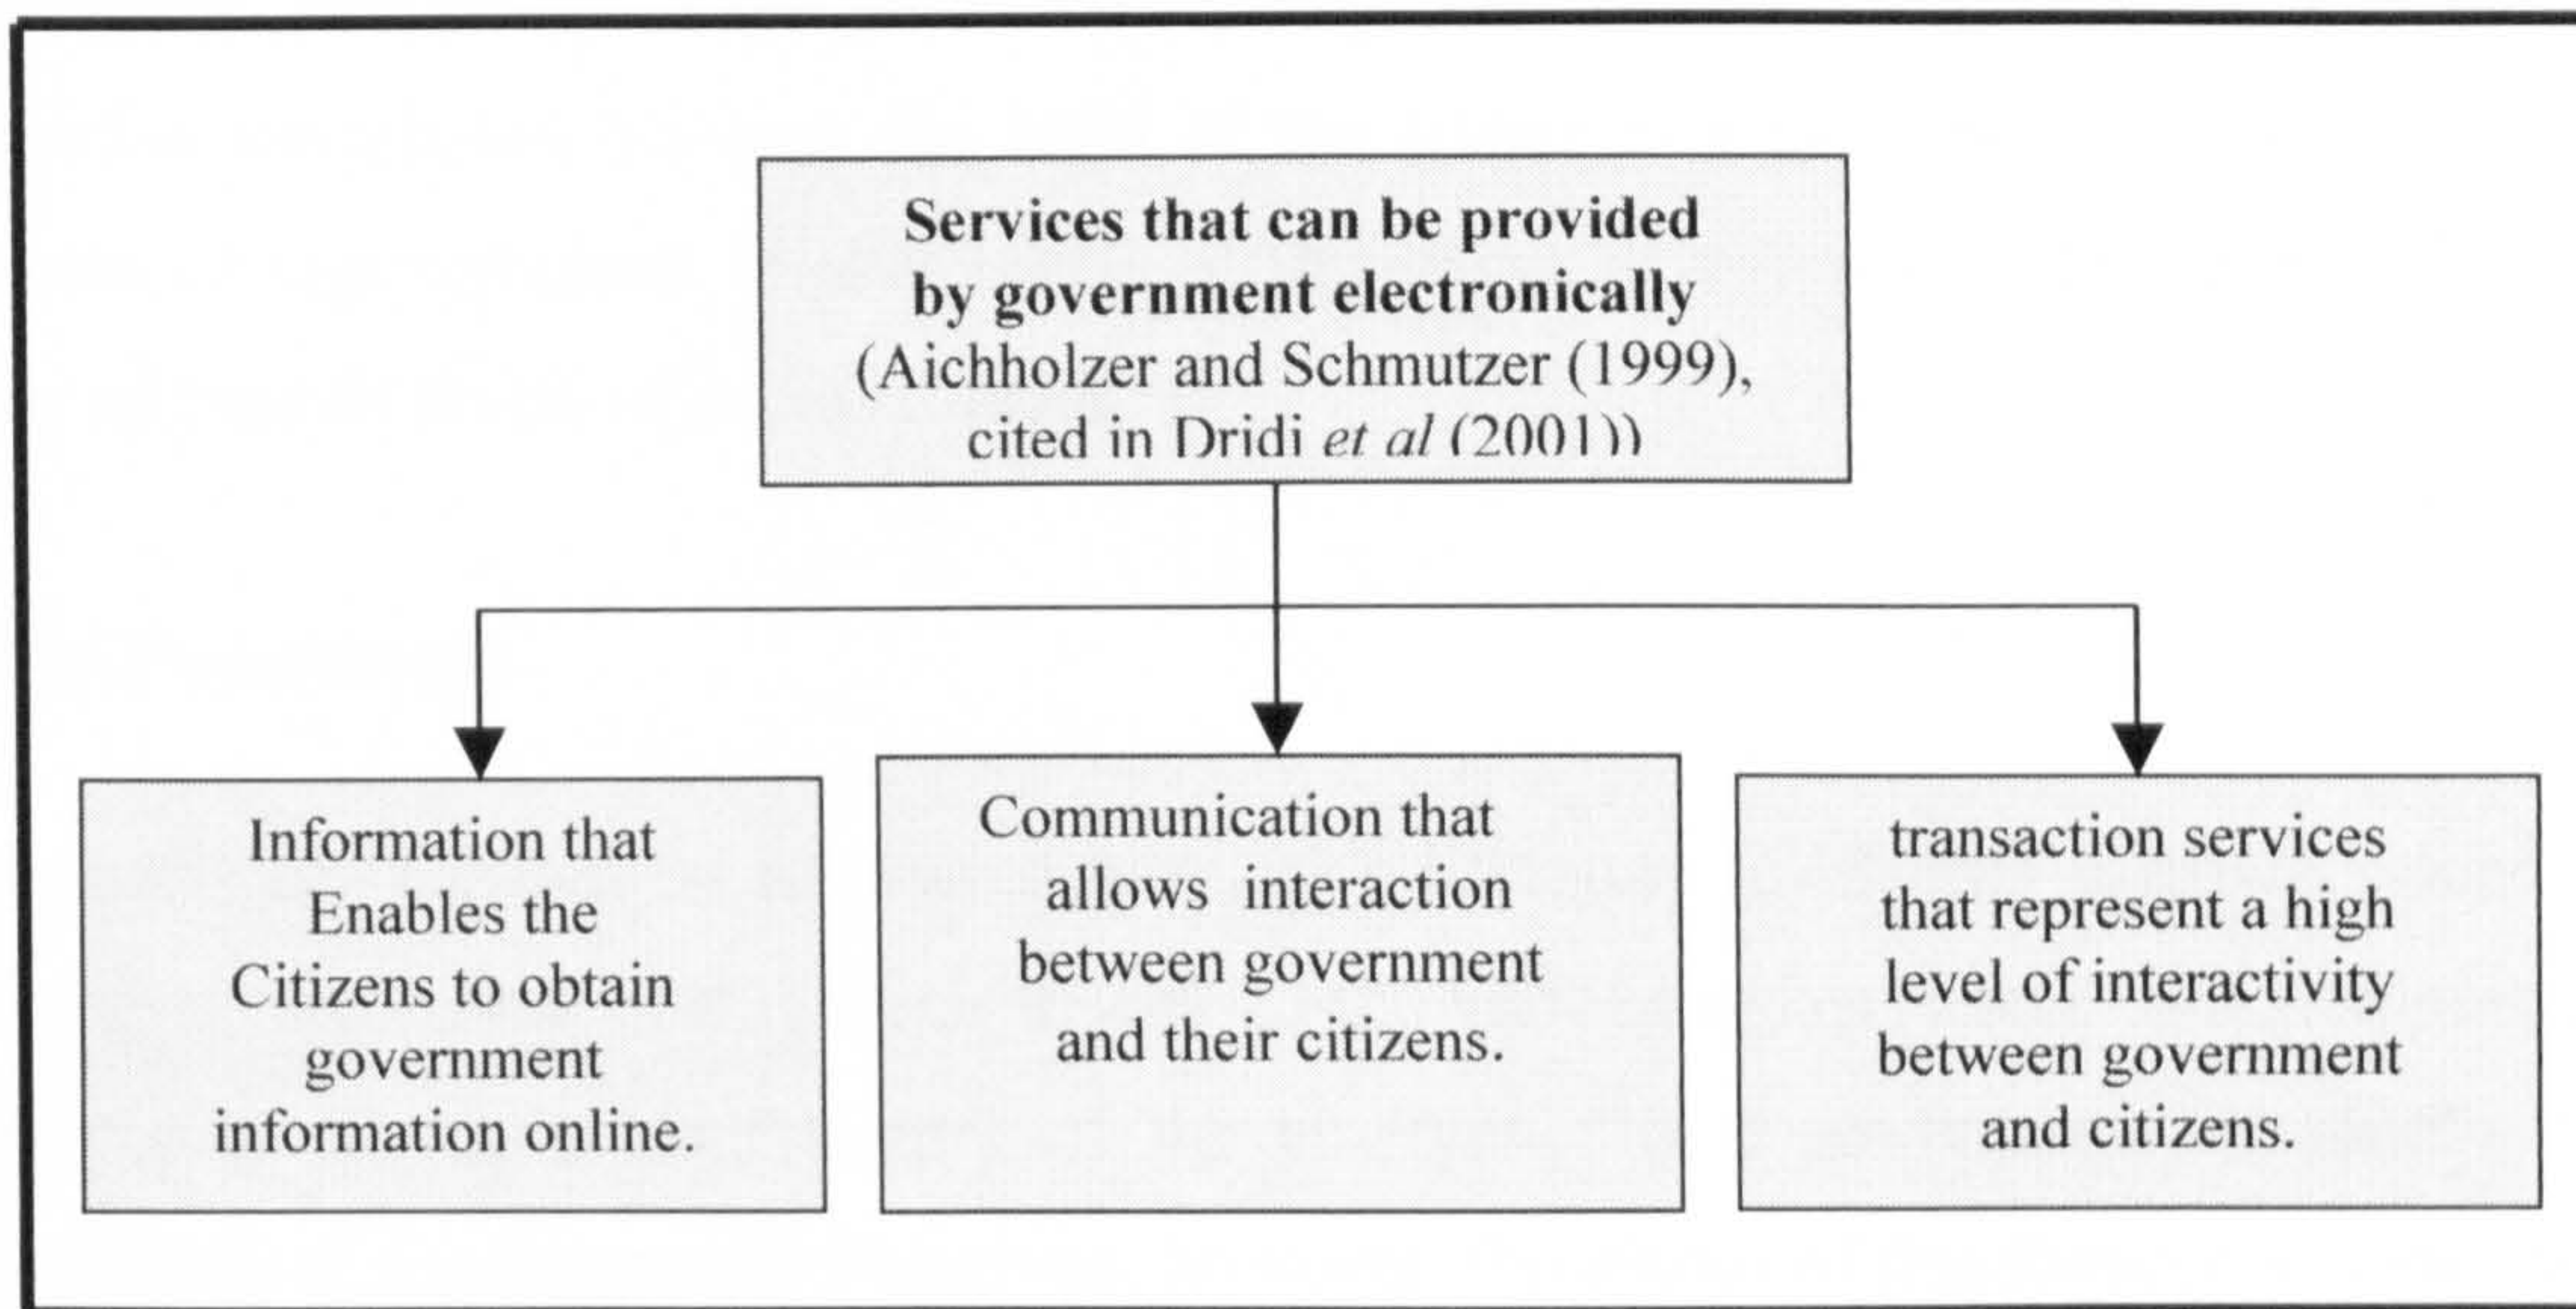 Services that can be provided
by government electronically
(Aichholzer and Schmutzer (1999),
cited in Dridi et al (2001))
Information that
Enables the
Citizens to obtain
government
information online.
Communication that
allows interaction
between government
and their citizens.
transaction services
that represent a high
level of interactivity
between government
and citizens.